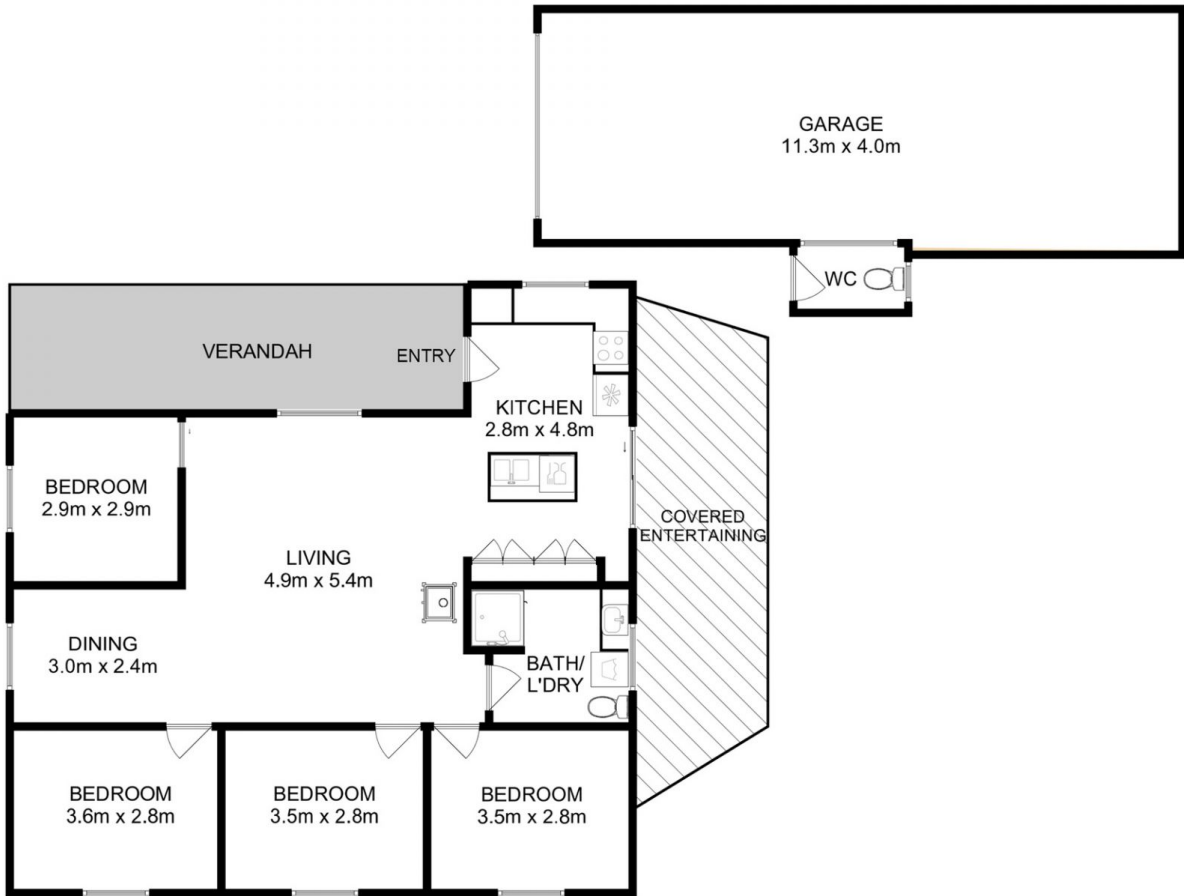 GARAGE
11.3m x 4.0m
WC
VERANDAH
ENTRY
KITCHEN
2.8m x 4.8m
BEDROOM
2.9m x 2.9m
COVERED
ENTERTAINING
LIVING
4.9m x 5.4m
DINING
3.0m x 2.4m
BATH/
L'DRY
BEDROOM
3.6m x 2.8m
BEDROOM
3.5m x 2.8m
BEDROOM
3.5m x 2.8m